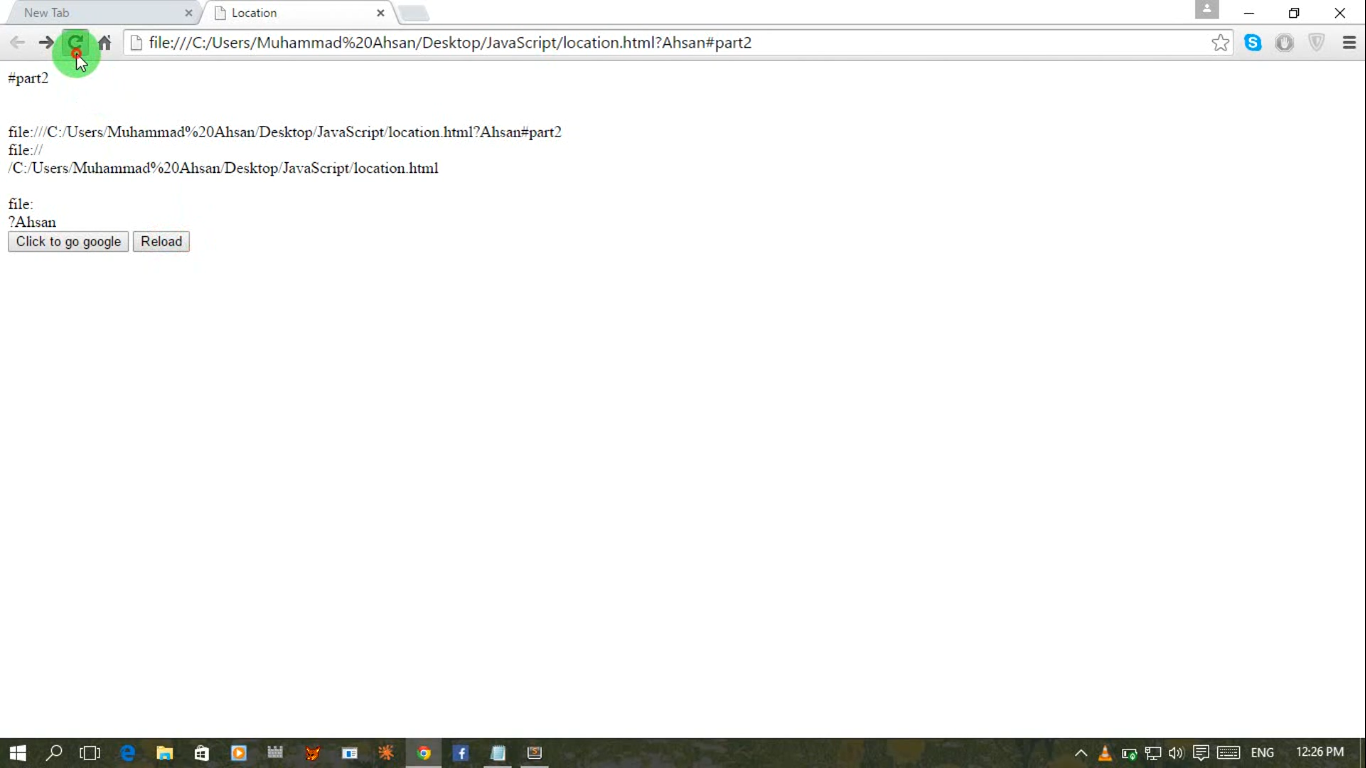 New Tab
Location
file:///C:/Users/Muhammad%20Ahsan/Desktop/JavaScript/location.html?Ahsan#part2
#part2
file:///C:/Users/Muhammad%20Ahsan/Desktop/JavaScript/location.html?Ahsan#part2
file://
/C:/Users/Muhammad%20Ahsan/Desktop/JavaScript/location.html
file:
?Ahsan
Click to go google Reload
ENG 12:26 PM